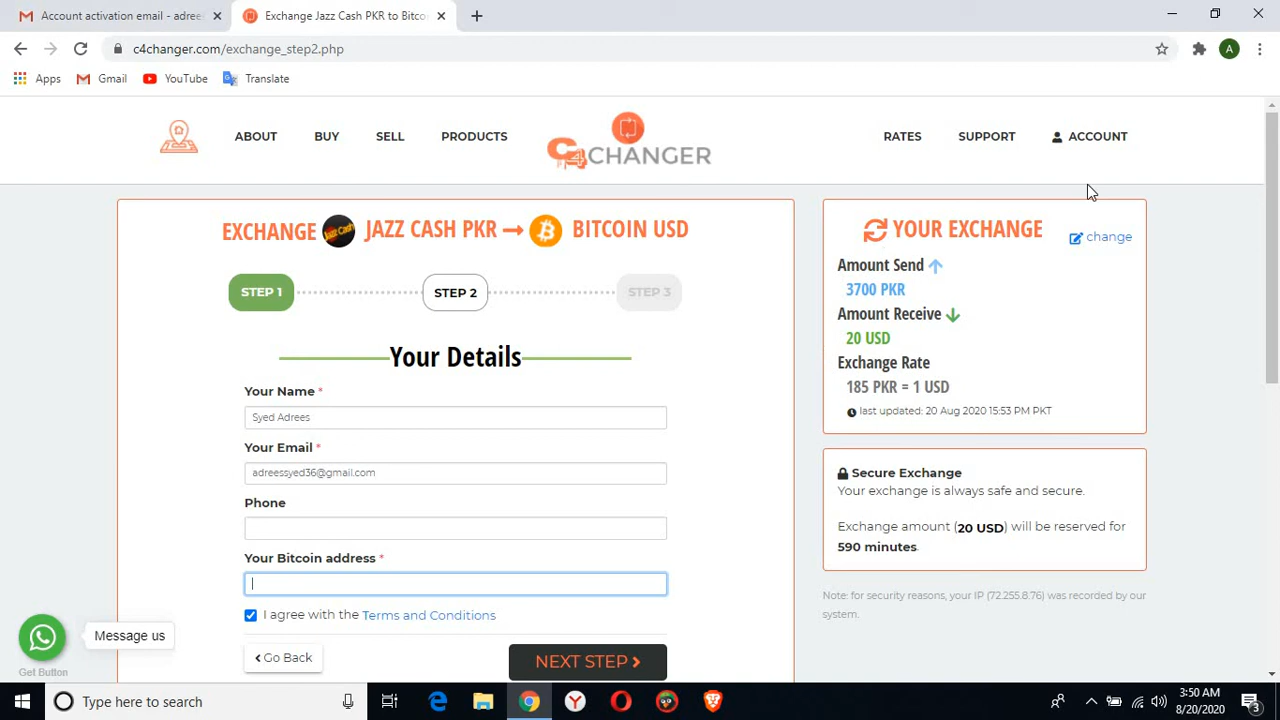 Account activation email - adrees
Exchange Jazz Cash PKR to Bitco
c4changer.com/exchange_step2.php
A
Apps
Gmail
YouTube
Translate
ABOUT
BUY
SELL
PRODUCTS
C4CHANGER
RATES
SUPPORT
ACCOUNT
EXCHANGE JAZZ CASH PKR → BITCOIN USD
STEP 1
STEP 2
STEP 3
Your Details
Your Name *
Syed Adrees
Your Email *
adreessyed36@gmail.com
Phone
Your Bitcoin address *
I agree with the Terms and Conditions
Go Back
NEXT STEP
YOUR EXCHANGE
change
Amount Send
3700 PKR
Amount Receive
20 USD
Exchange Rate
185 PKR = 1 USD
last updated: 20 Aug 2020 15:53 PM PKT
Secure Exchange
Your exchange is always safe and secure.
Exchange amount (20 USD) will be reserved for
590 minutes.
Note: for security reasons, your IP (72.255.8.76) was recorded by our
system.
Message us
Get Button
Type here to search
3:50 AM
8/20/2020
3